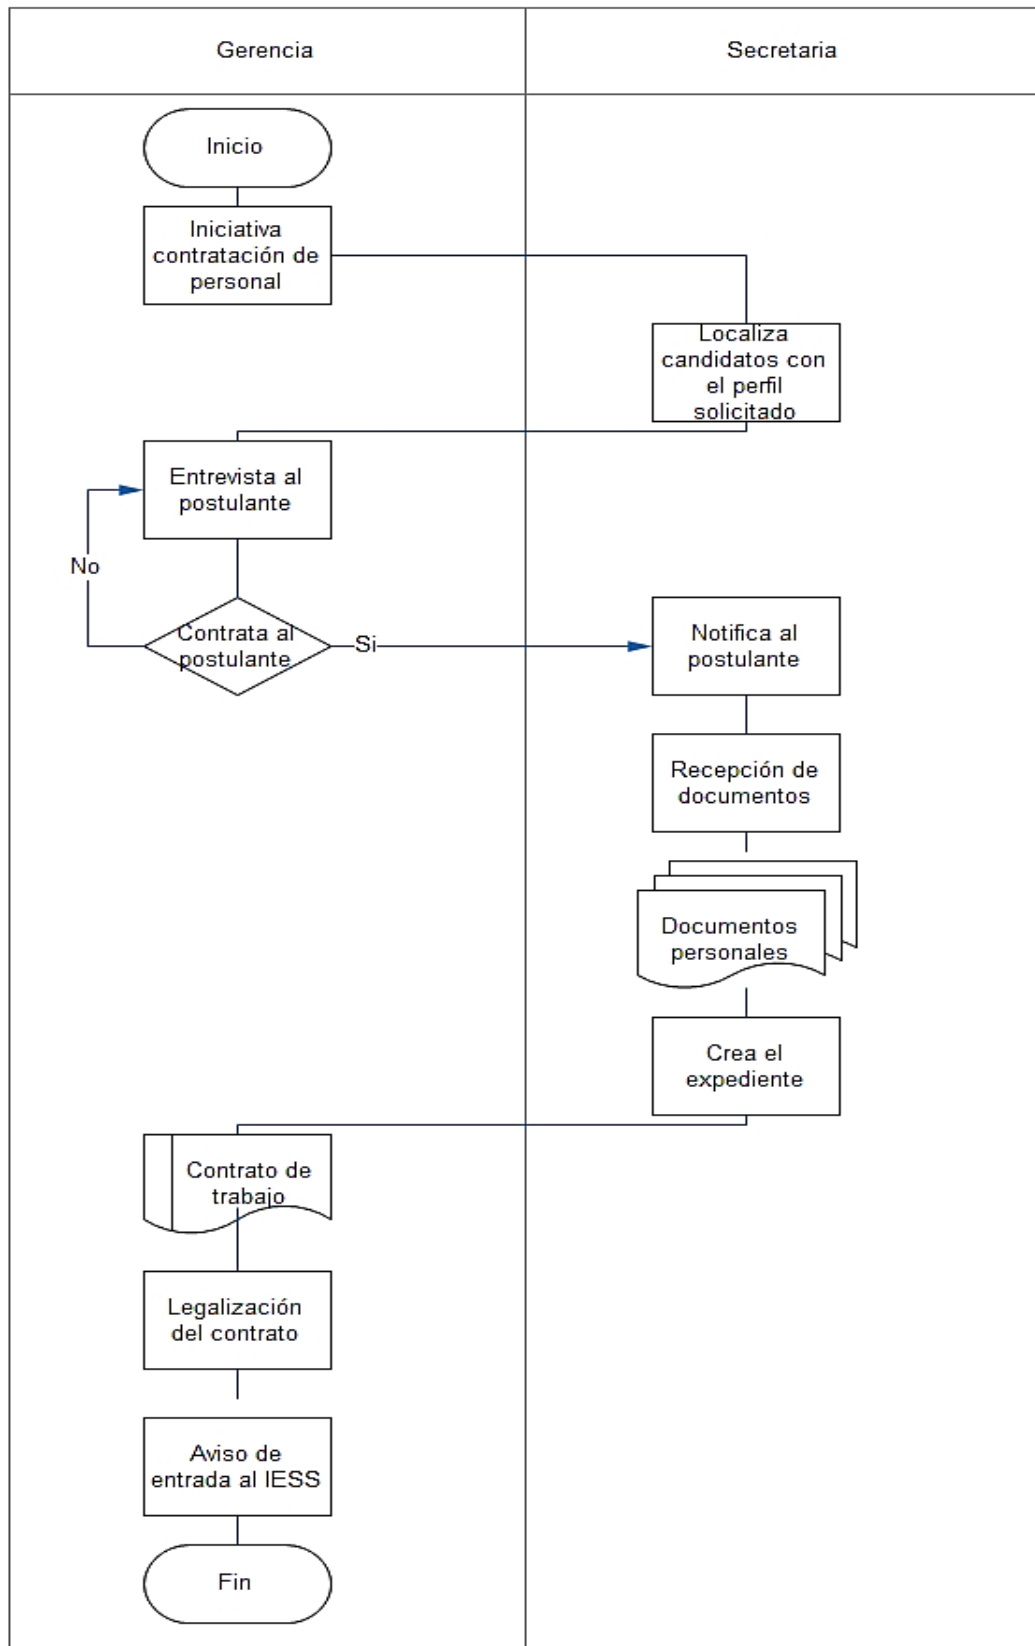 Gerencia
Secretaria
Inicio
Iniciativa
contratación de
personal
Localiza
candidatos con
el perfil
solicitado
Entrevista al
postulante
No
Contrata al
postulante
Si
Notifica al
postulante
Recepción de
documentos
Documentos
personales
Crea el
expediente
Contrato de
trabajo
Legalización
del contrato
Aviso de
entrada al IESS
Fin